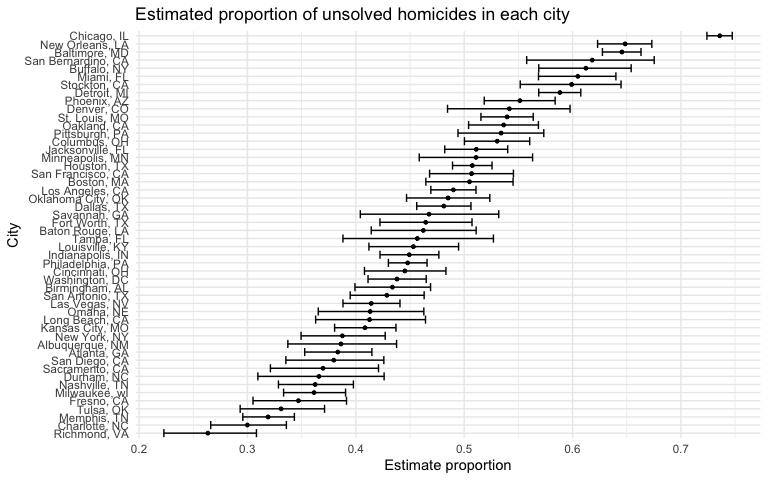 Estimated proportion of unsolved homicides in each city
City
Chicago, IL
New Orleans, LA
Baltimore, MD
San Bernardino, CA
Buffalo, NY
Miami, FL
Stockton, CA
Detroit, MI
Phoenix, AZ
Denver, CO
St. Louis, MO
Oakland, CA
Pittsburgh, PA
Columbus, OH
Jacksonville, FL
Minneapolis, MN
Houston, TX
San Francisco, CA
Boston, MA
Los Angeles, CA
Oklahoma City, OK
Dallas, TX
Savannah, GA
Fort Worth, TX
Baton Rouge, LA
Tampa, FL
Louisville, KY
Indianapolis, IN
Philadelphia, PA
Cincinnati, OH
Washington, DC
Birmingham, AL
San Antonio, TX
Las Vegas, NV
Omaha, NE
Long Beach, CA
Kansas City, MO
New York, NY
Albuquerque, NM
Atlanta, GA
San Diego, CA
Sacramento, CA
Durham, NC
Nashville, TN
Milwaukee, wI
Fresno, CA
Tulsa, OK
Memphis, TN
Charlotte, NC
Richmond, VA
0.2 0.3 0.4 0.5 0.6 0.7
Estimate proportion